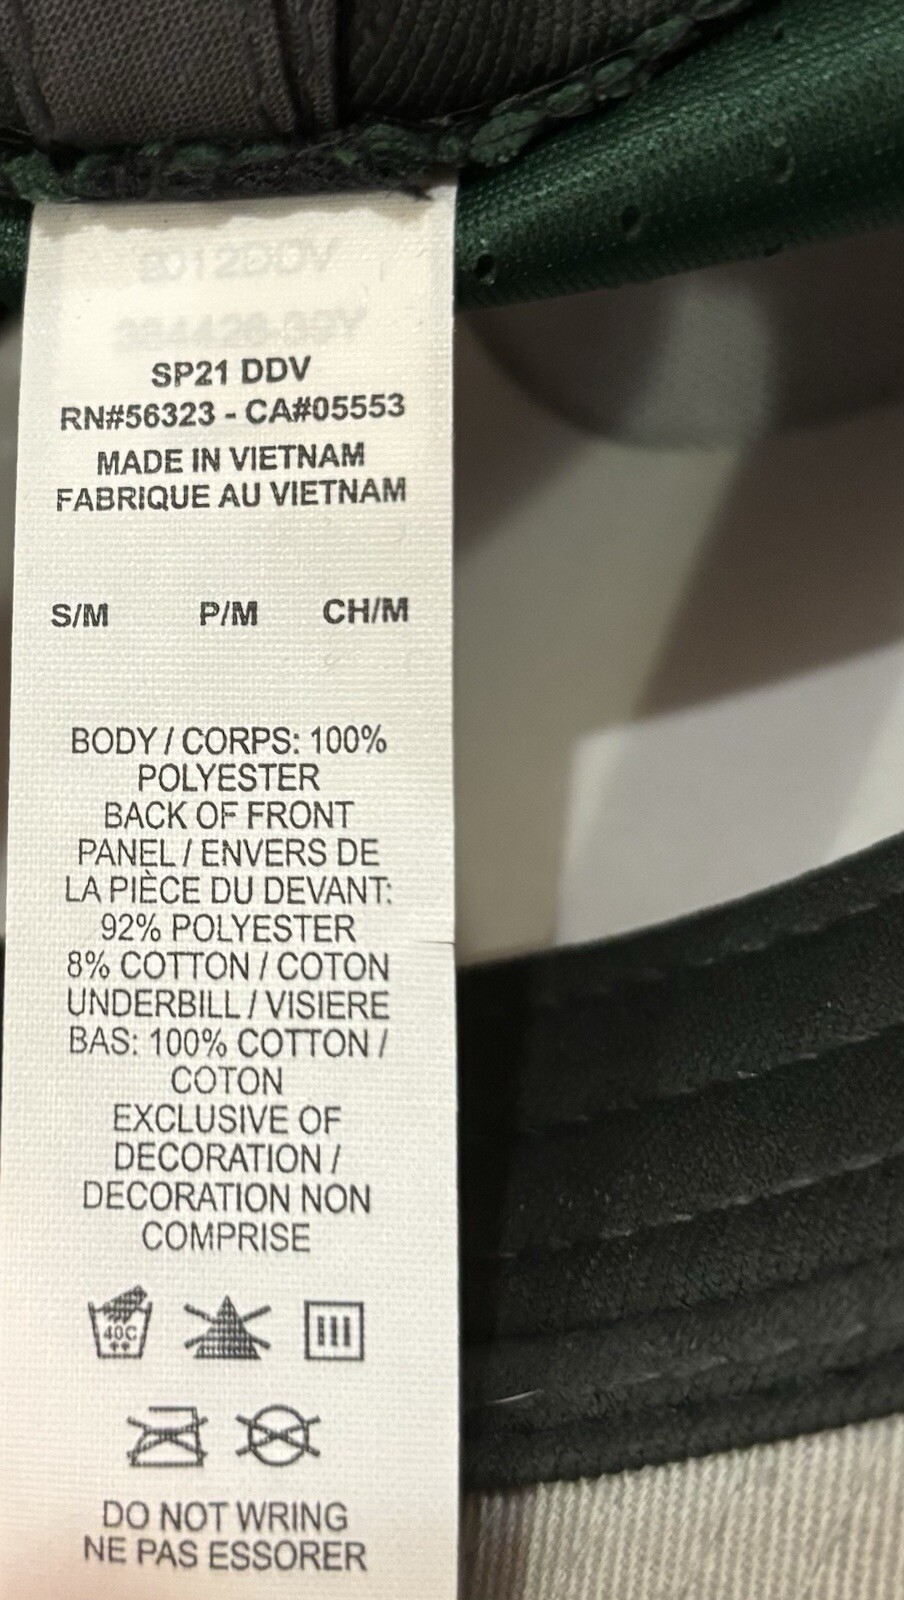 SP21 DDV
RN#56323 - CA#05553
MADE IN VIETNAM
FABRIQUE AU VIETNAM
S/M P/M CH/M
BODY / CORPS: 100%
POLYESTER
BACK OF FRONT
PANEL / ENVERS DE
LA PIÈCE DU DEVANT:
92% POLYESTER
8% COTTON / COTON
UNDERBILL / VISIERE
BAS: 100% COTTON /
COTON
EXCLUSIVE OF
DECORATION /
DECORATION NON
COMPRISE
40C
DO NOT WRING
NE PAS ESSORER